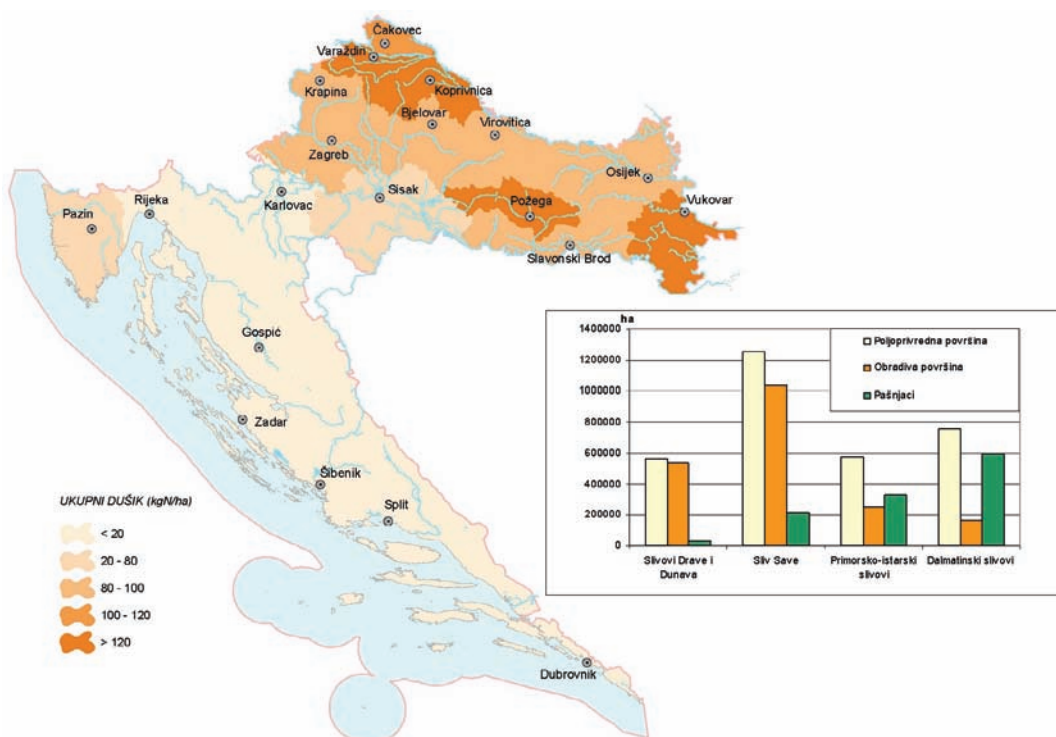 Čakovec
Varaždin
Krapina
Koprivnica
Bjelovar
Virovitica
Zagreb
Osijek
Sisak
Rijeka
Karlovac
Požega
Vukovar
Pazin
Slavonski Brod
Gospić
Zadar
Šibenik
Split
Dubrovnik
UKUPNI DUŠIK (kgN/ha)
< 20
20 - 80
80 - 100
100 - 120
> 120
ha
1400000
1200000
1000000
800000
600000
400000
200000
0
Poljoprivredna površina
Obradiva površina
Pašnjaci
Slivovi Drave i
Dunava
Sliv Save
Primorsko-istarski
slivovi
Dalmatinski slivovi